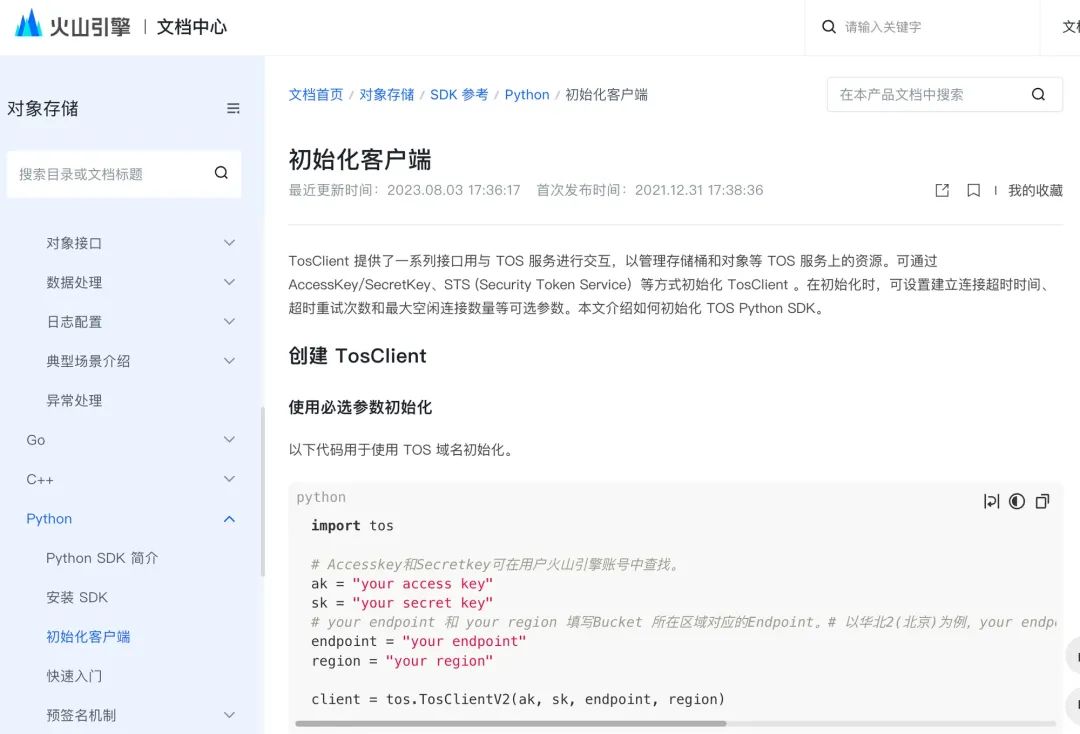 火山引擎 | 文档中心
请输入关键字
对象存储
搜索目录或文档标题
对象接口
数据处理
日志配置
典型场景介绍
异常处理
Go
C++
Python
Python SDK 简介
安装 SDK
初始化客户端
快速入门
预签名机制
文档首页 / 对象存储 / SDK 参考 / Python / 初始化客户端
在本产品文档中搜索
初始化客户端
最近更新时间：2023.08.03 17:36:17 首次发布时间：2021.12.31 17:38:36
我的收藏
TosClient 提供了一系列接口用与 TOS 服务进行交互，以管理存储桶和对象等 TOS 服务上的资源。可通过
AccessKey/SecretKey、STS (Security Token Service）等方式初始化 TosClient 。在初始化时，可设置建立连接超时时间、
超时重试次数和最大空闲连接数量等可选参数。本文介绍如何初始化 TOS Python SDK。
创建 TosClient
使用必选参数初始化
以下代码用于使用 TOS 域名初始化。
python
import tos
# Accesskey和Secretkey可在用户火山引擎账号中查找。
ak = "your access key"
sk = "your secret key"
# your endpoint 和 your region 填写Bucket 所在区域对应的Endpoint。# 以华北2(北京)为例，your
endpoint = "your endpoint"
region = "your region"
client = tos.TosClientV2(ak, sk, endpoint, region)